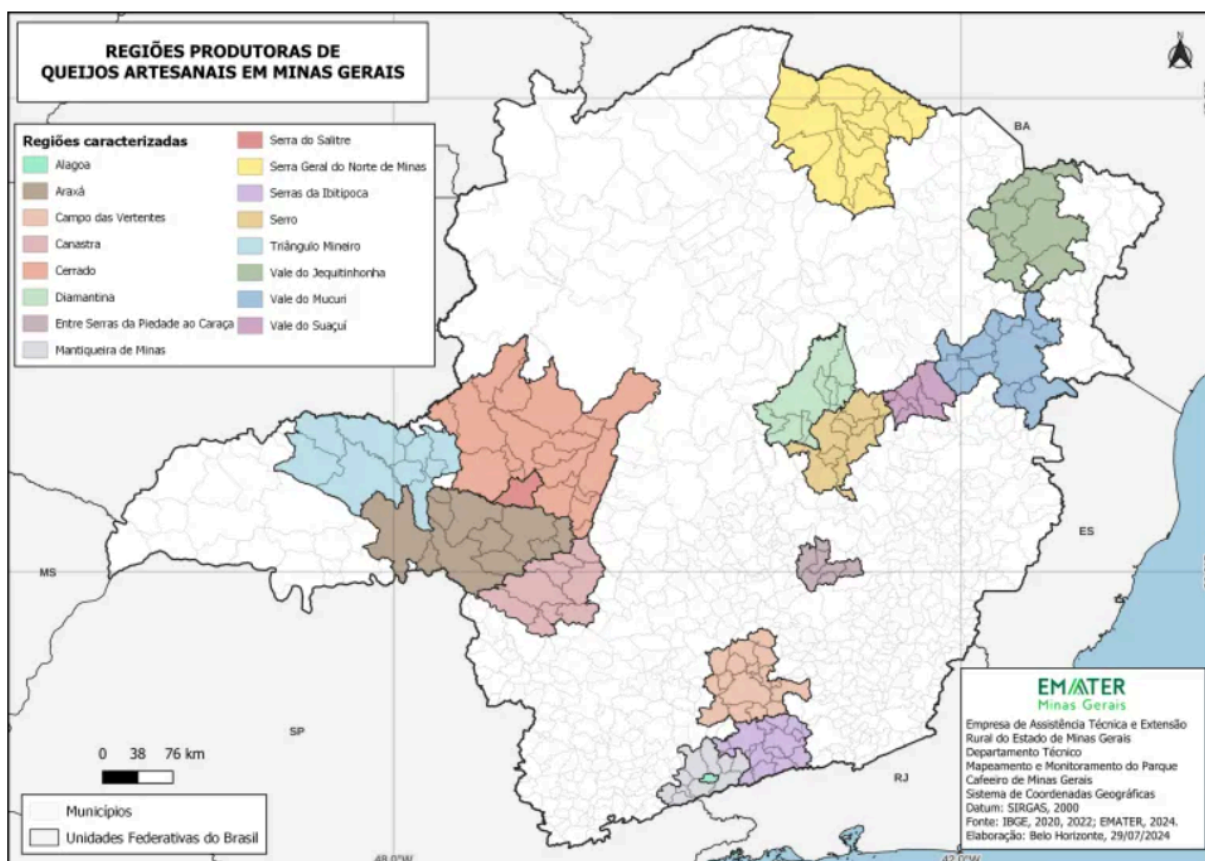 REGIÕES PRODUTORAS DE
QUEIJOS ARTESANAIS EM MINAS GERAIS
N
Regiões caracterizadas
Alagoa
Araxá
Campo das Vertentes
Canastra
Cerrado
Diamantina
Entre Serras da Piedade ao Caraça
Mantiqueira de Minas
Serra do Salitre
Serra Geral do Norte de Minas
Serras da Ibitipoca
Serro
Triângulo Mineiro
Vale do Jequitinhonha
Vale do Mucuri
Vale do Suaçuí
BA
ES
MS
SP
RJ
0 38 76 km
Municípios
Unidades Federativas do Brasil
EMATER
Minas Gerais
Empresa de Assistência Técnica e Extensão
Rural do Estado de Minas Gerais
Departamento Técnico
Mapeamento e Monitoramento do Parque
Cafeeiro de Minas Gerais
Sistema de Coordenadas Geográficas
Datum: SIRGAS, 2000
Fonte: IBGE, 2020, 2022; EMATER, 2024.
Elaboração: Belo Horizonte, 29/07/2024
48.0°W
42.0°W